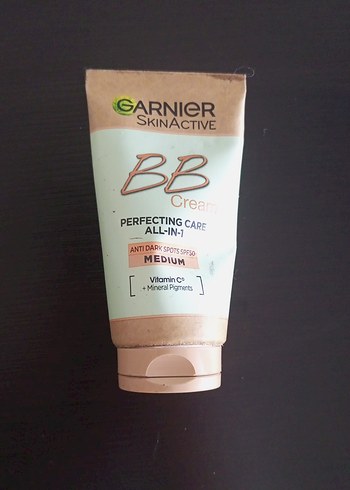 GARNIER
SKINACTIVE
BB
Cream
PERFECTING CARE
ALL-IN-1
ANTI DARK SPOTS SPF50
MEDIUM
Vitamin C
+ Mineral Pigments